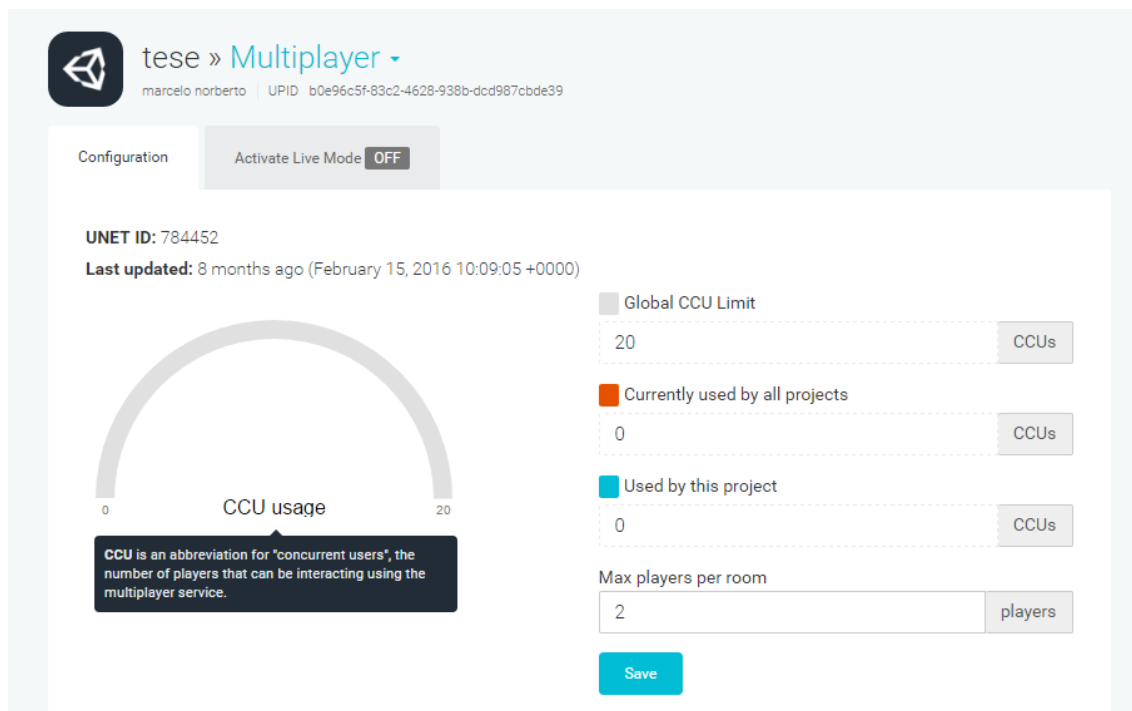 tese » Multiplayer
marcelo norberto UPID b0e96c5f-83c2-4628-938b-dcd987cbde39
Configuration
Activate Live Mode OFF
UNET ID: 784452
Last updated: 8 months ago (February 15, 2016 10:09:05 +0000)
0
CCU usage
20
CCU is an abbreviation for "concurrent users", the
number of players that can be interacting using the
multiplayer service.
Global CCU Limit
20 CCUs
Currently used by all projects
0 CCUs
Used by this project
0 CCUs
Max players per room
2 players
Save